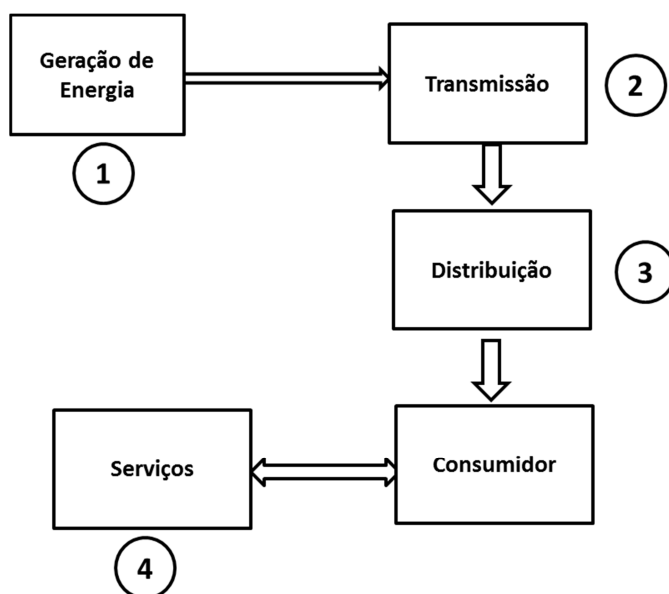 Geração de
Energia
1
Transmissão
2
Distribuição
3
Serviços
4
Consumidor